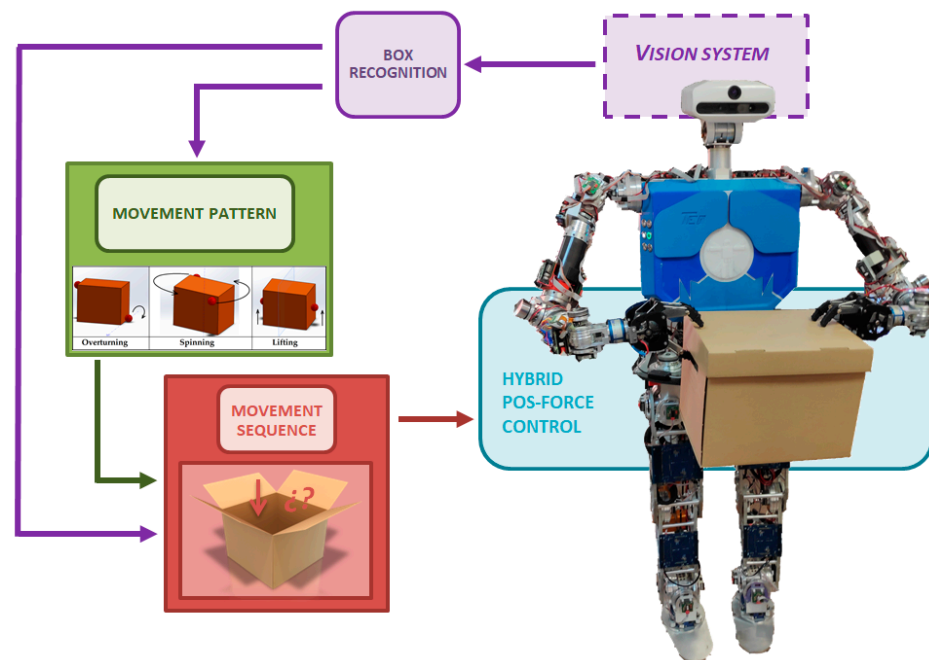 VISION SYSTEM
BOX
RECOGNITION
MOVEMENT PATTERN
Overturning
Spinning
Lifting
MOVEMENT
SEQUENCE
¿?
HYBRID
POS-FORCE
CONTROL